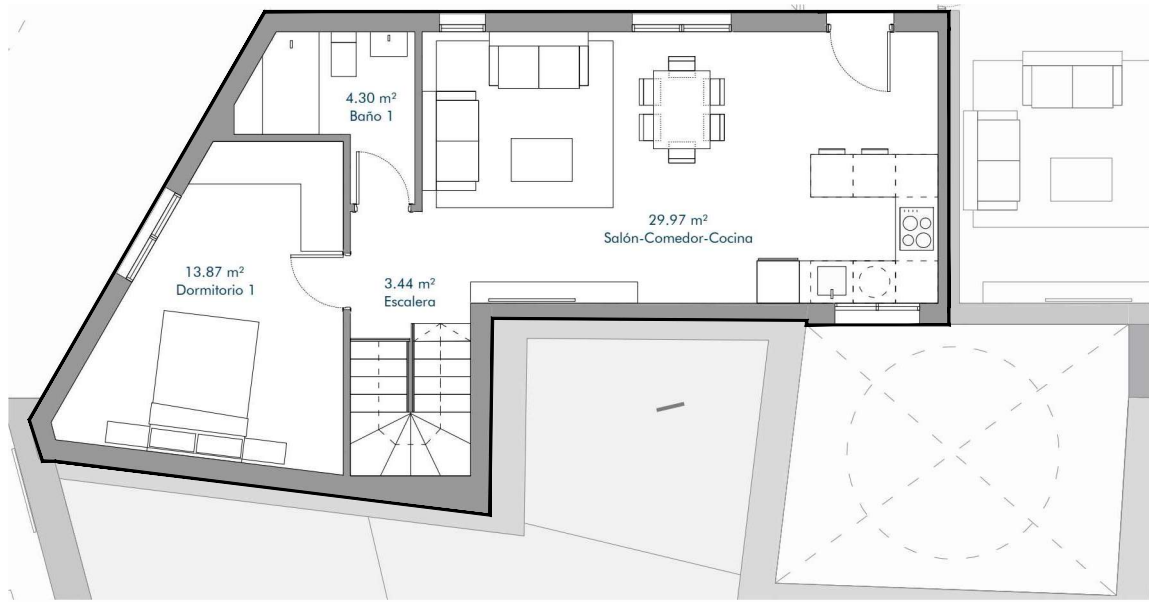 4.30 m²
Baño 1
29.97 m²
Salón-Comedor-Cocina
13.87 m²
Dormitorio 1
3.44 m²
Escalera